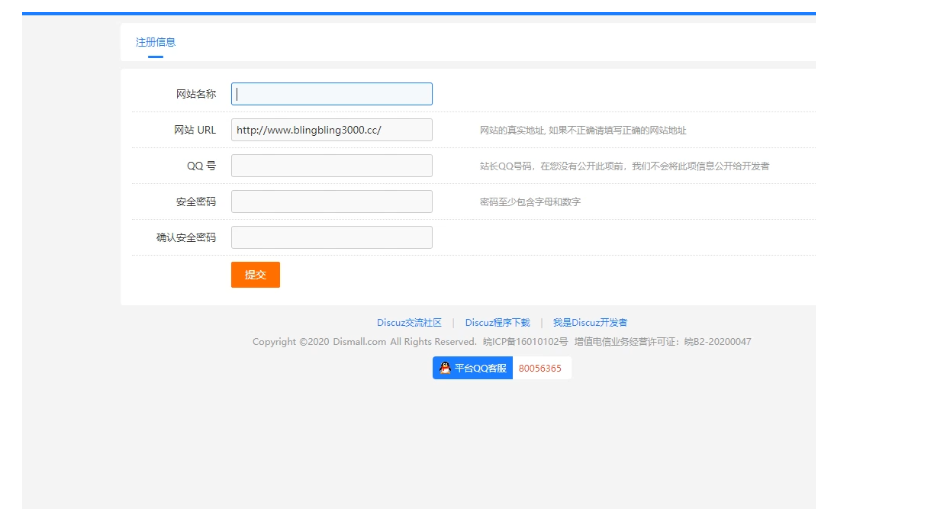 注册信息
网站名称
网站 URL http://www.blingbling3000.cc/ 网站的真实地址, 如果不正确请填写正确的网站地址
QQ 号 站长QQ号码，在您没有公开此项前，我们不会将此项信息公开给开发者
安全密码 密码至少包含字母和数字
确认安全密码
提交
Discuz交流社区 | Discuz程序下载 | 我是Discuz开发者
Copyright ©2020 Dismall.com All Rights Reserved. 皖ICP备16010102号 增值电信业务经营许可证：皖B2-20200047
平台QQ客服 80056365